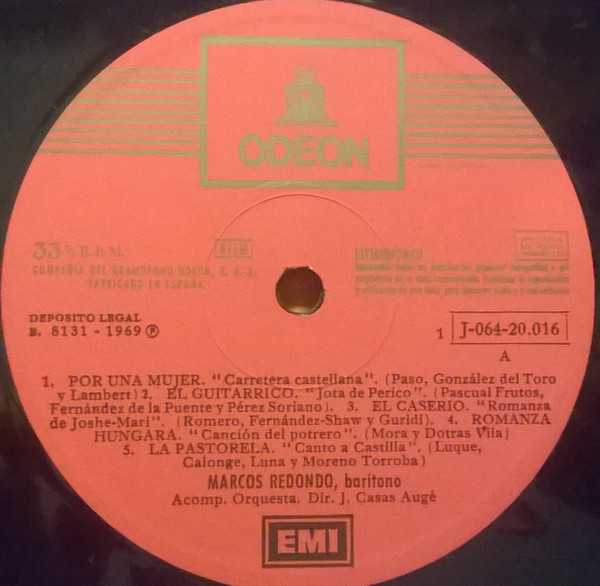 ODEON
33⅓ R.P.M.
BIEM
COMPAÑIA DEL GRAMOFONO ODEON, S. A. E.
FABRICADO EN ESPAÑA
ESTEREOFONICO
DEPOSITO LEGAL
B. 8131 - 1969 Ⓟ
1 J-064-20.016
A
1. POR UNA MUJER. "Carretera castellana". (Paso, González del Toro
y Lambert) 2. EL GUITARRICO. "Jota de Perico". (Pascual Frutos,
Fernández de la Puente y Pérez Soriano). 3. EL CASERIO. "Romanza
de Joshe-Mari". (Romero, Fernández-Shaw y Guridi). 4. ROMANZA
HUNGARA. "Canción del potrero". (Mora y Dotras Vila)
5. LA PASTORELA. "Canto a Castilla". (Luque,
Calonge, Luna y Moreno Torroba)
MARCOS REDONDO, barítono
Acomp. Orquesta. Dir. J. Casas Augé
EMI